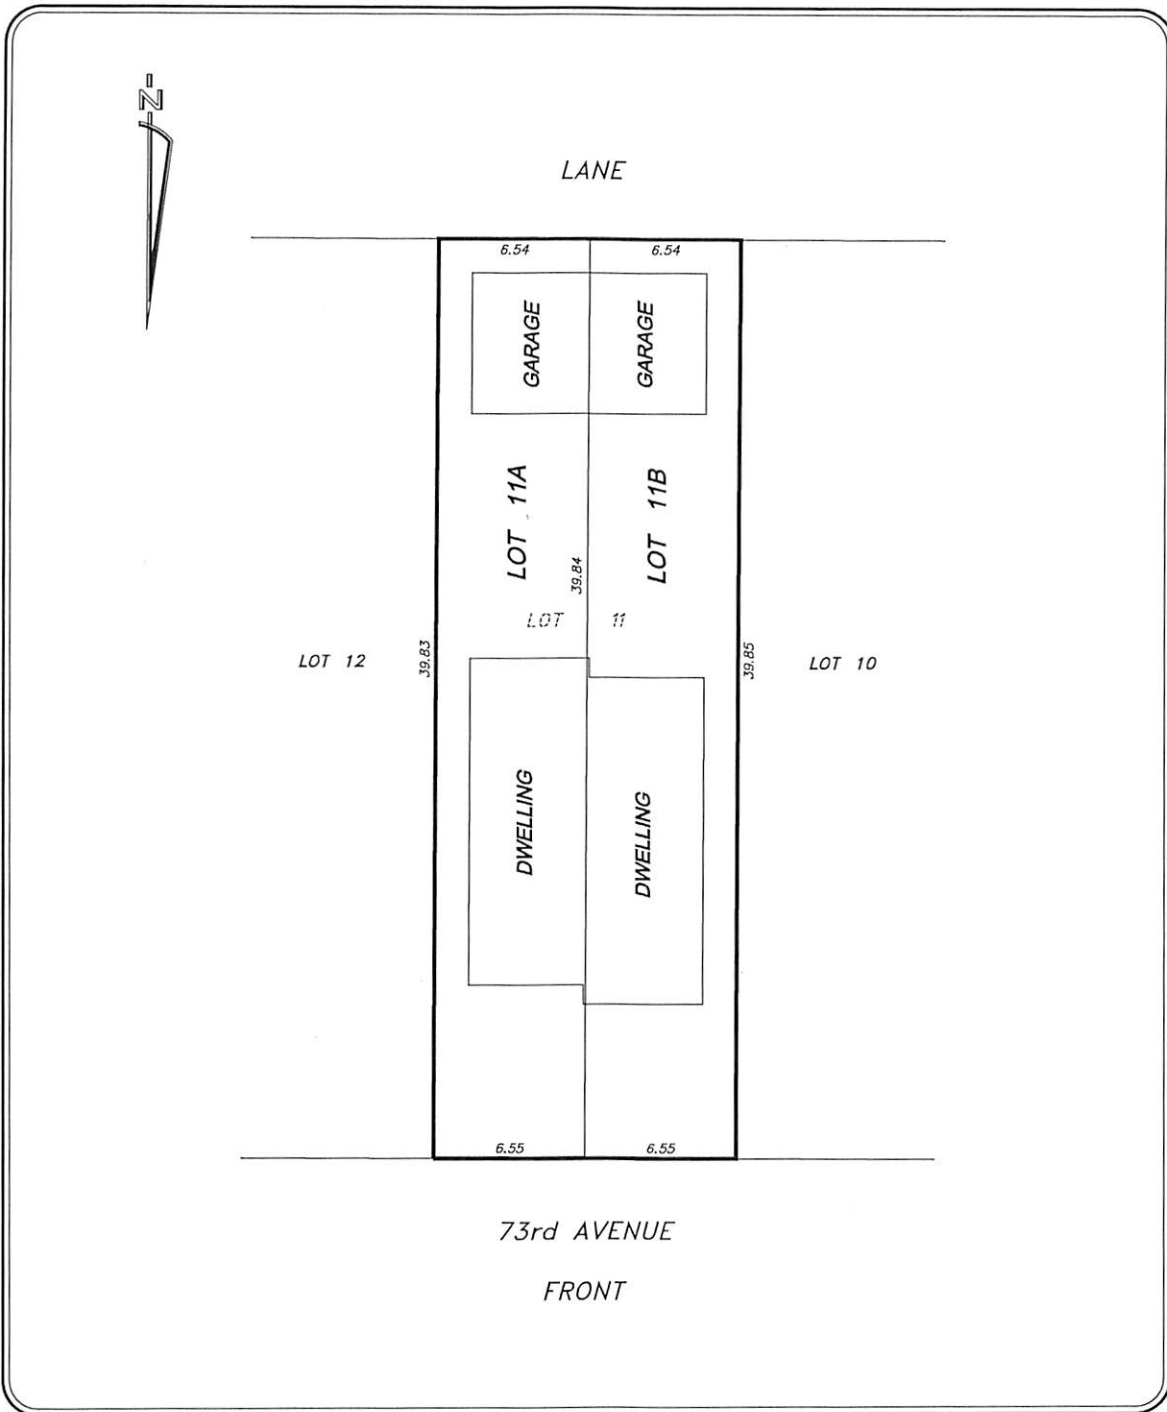 N
LANE
6.54 6.54
GARAGE GARAGE
LOT 11A LOT 11B
39.84
LOT 11
LOT 12 39.83 39.85 LOT 10
DWELLING DWELLING
6.55 6.55
73rd AVENUE
FRONT